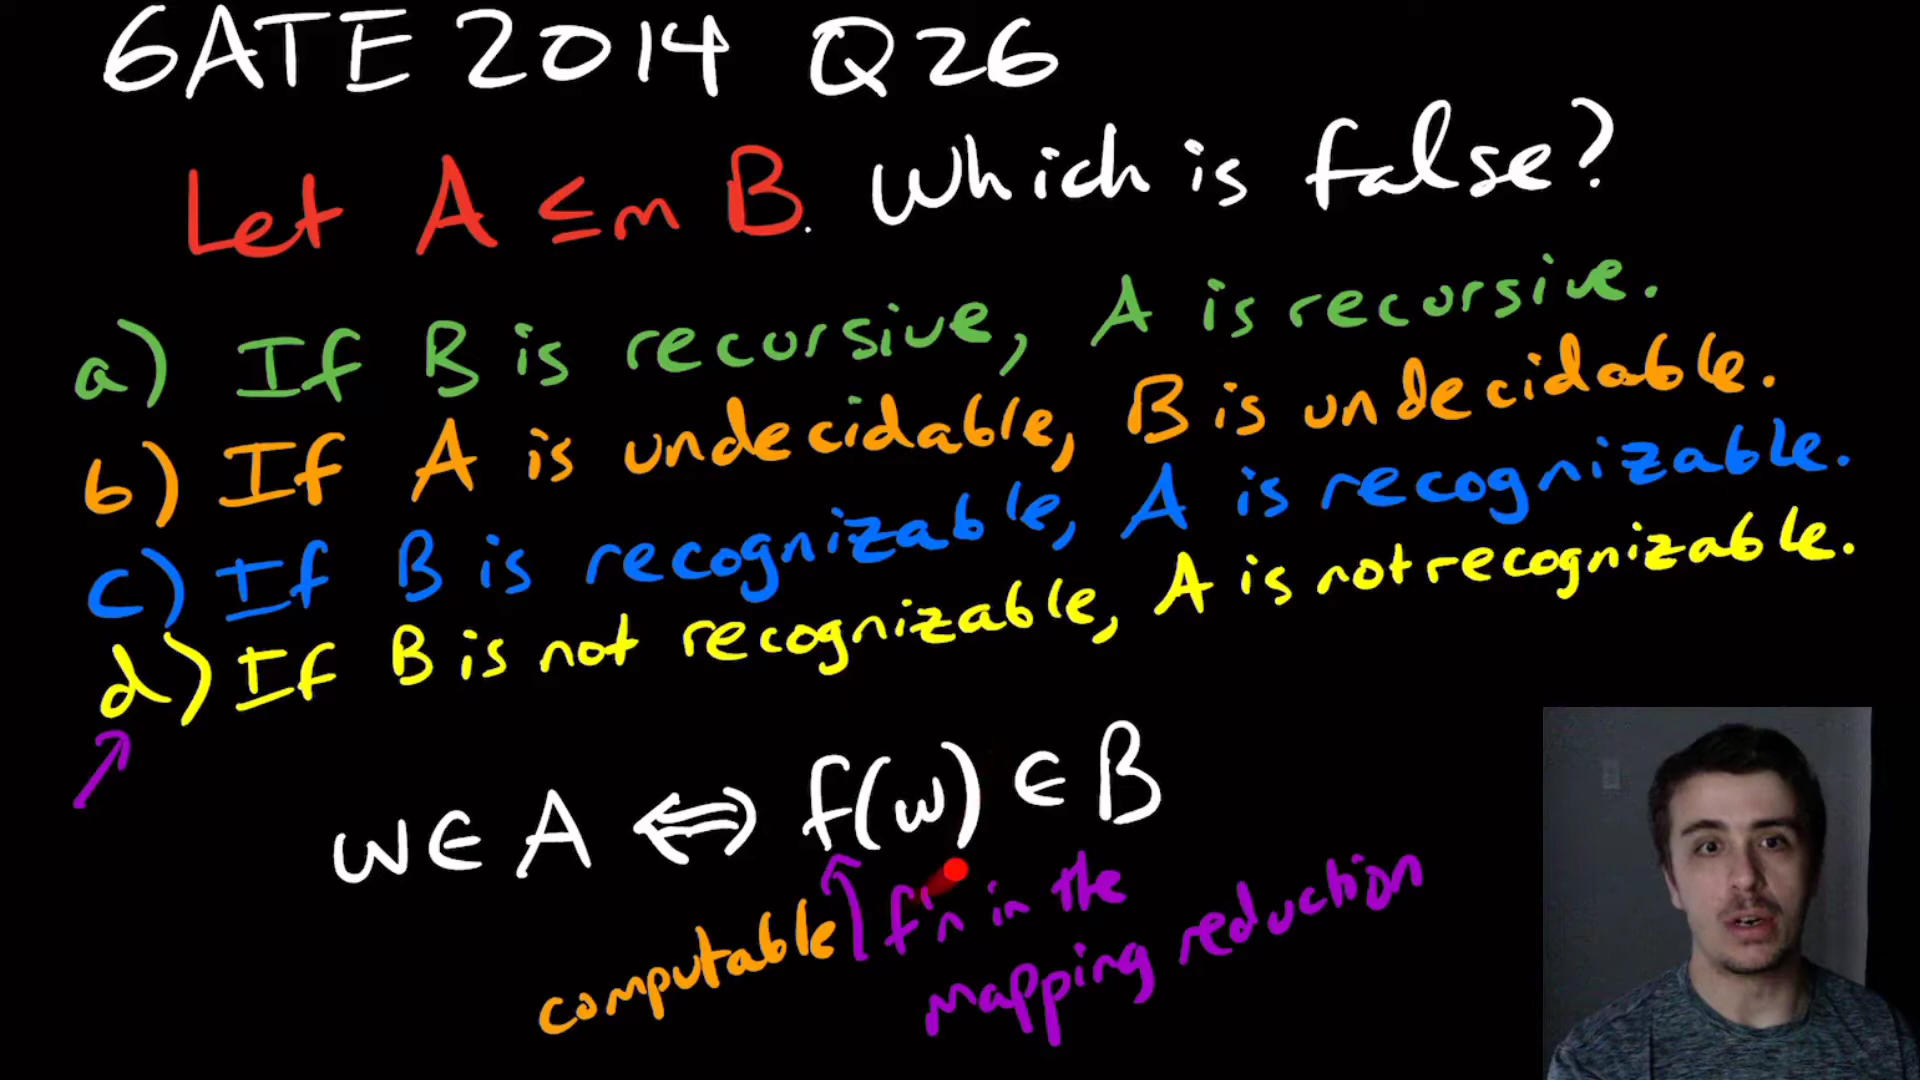 GATE 2014 Q26
Let A ≤m B. Which is false?
a) If B is recursive, A is recursive.
b) If A is undecidable, B is undecidable.
c) If B is recognizable, A is recognizable.
d) If B is not recognizable, A is not recognizable.
w ∈ A ⇔ f(w) ∈ B
computable f'n in the
mapping reduction